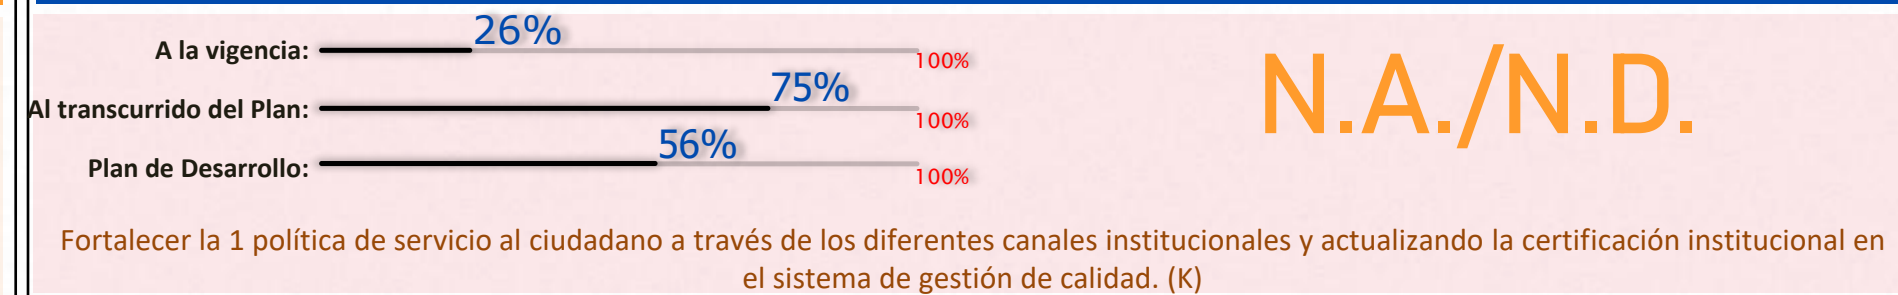 A la vigencia: 26% 100%
Al transcurrido del Plan: 75% 100%
Plan de Desarrollo: 56% 100%
N.A./N.D.
Fortalecer la 1 política de servicio al ciudadano a través de los diferentes canales institucionales y actualizando la certificación institucional en
el sistema de gestión de calidad. (K)